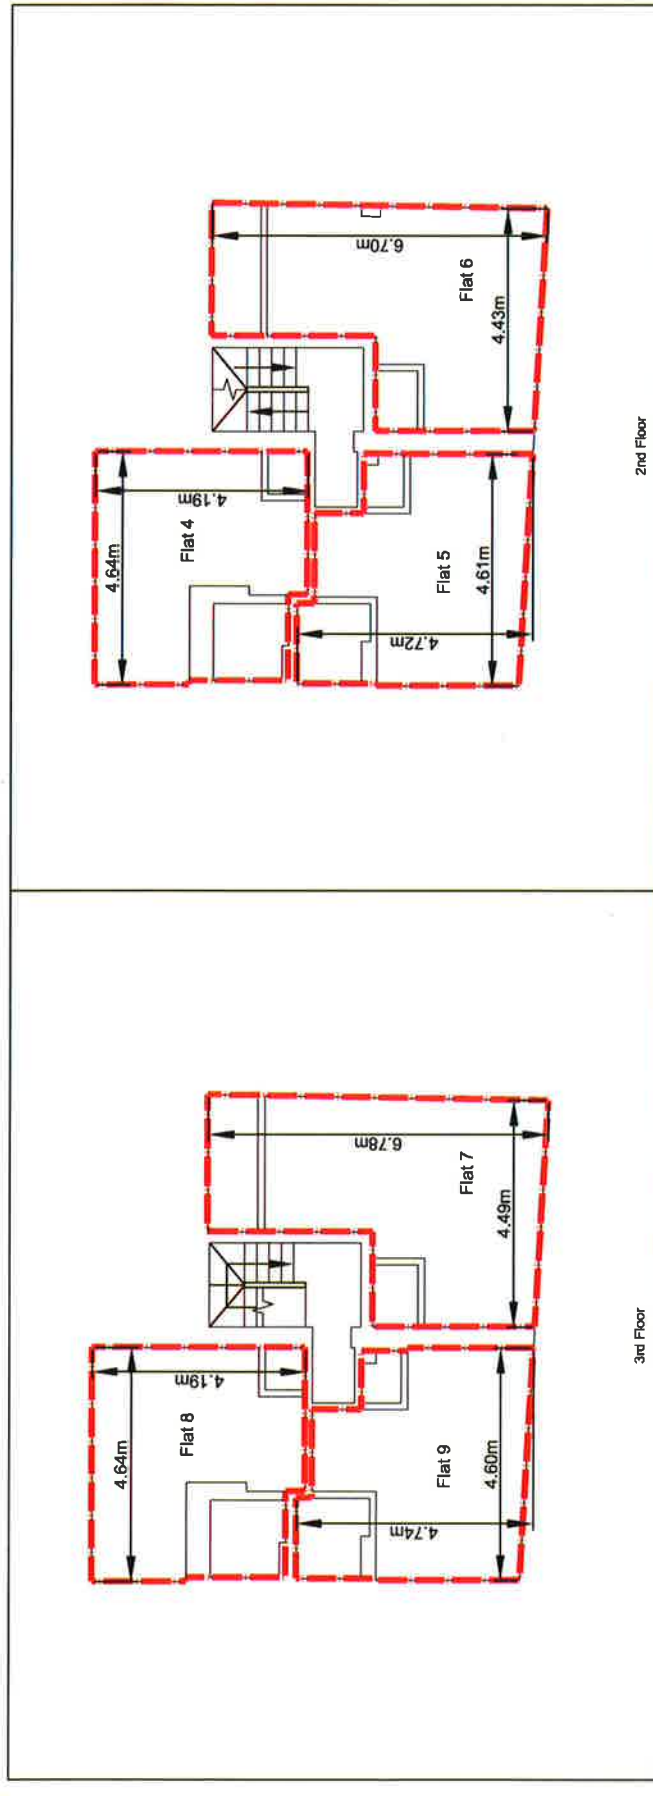 4.64m
4.19m
Flat 4
6.70m
Flat 6
4.43m
Flat 5
4.61m
4.72m
2nd Floor
4.64m
4.19m
Flat 8
6.78m
Flat 7
4.49m
Flat 9
4.60m
4.74m
3rd Floor